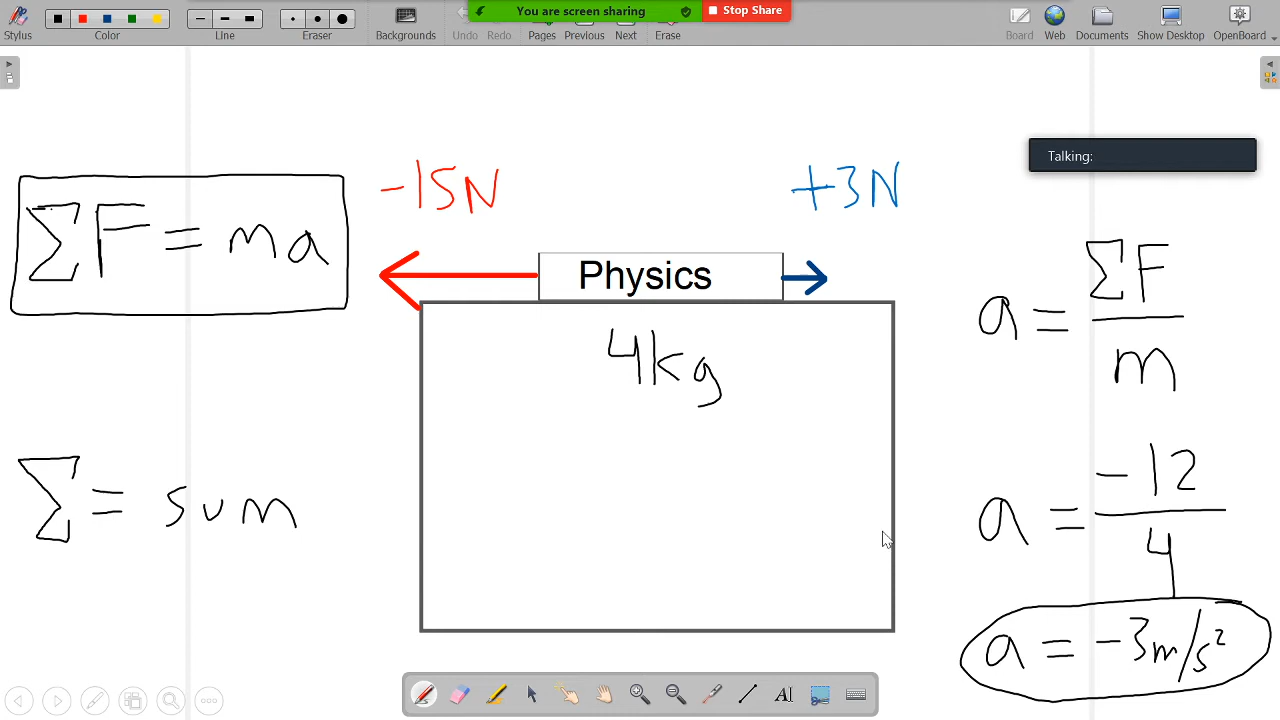 Stylus
Color
Line
Eraser
Backgrounds
Undo
Redo
Pages
Previous
Next
Erase
You are screen sharing
Stop Share
Board
Web
Documents
Show Desktop
OpenBoard
Talking:
ΣF = ma
-15N
+3N
Physics
4kg
Σ = sum
a = ΣF/m
a = -12/4
a = -3m/s²
AI